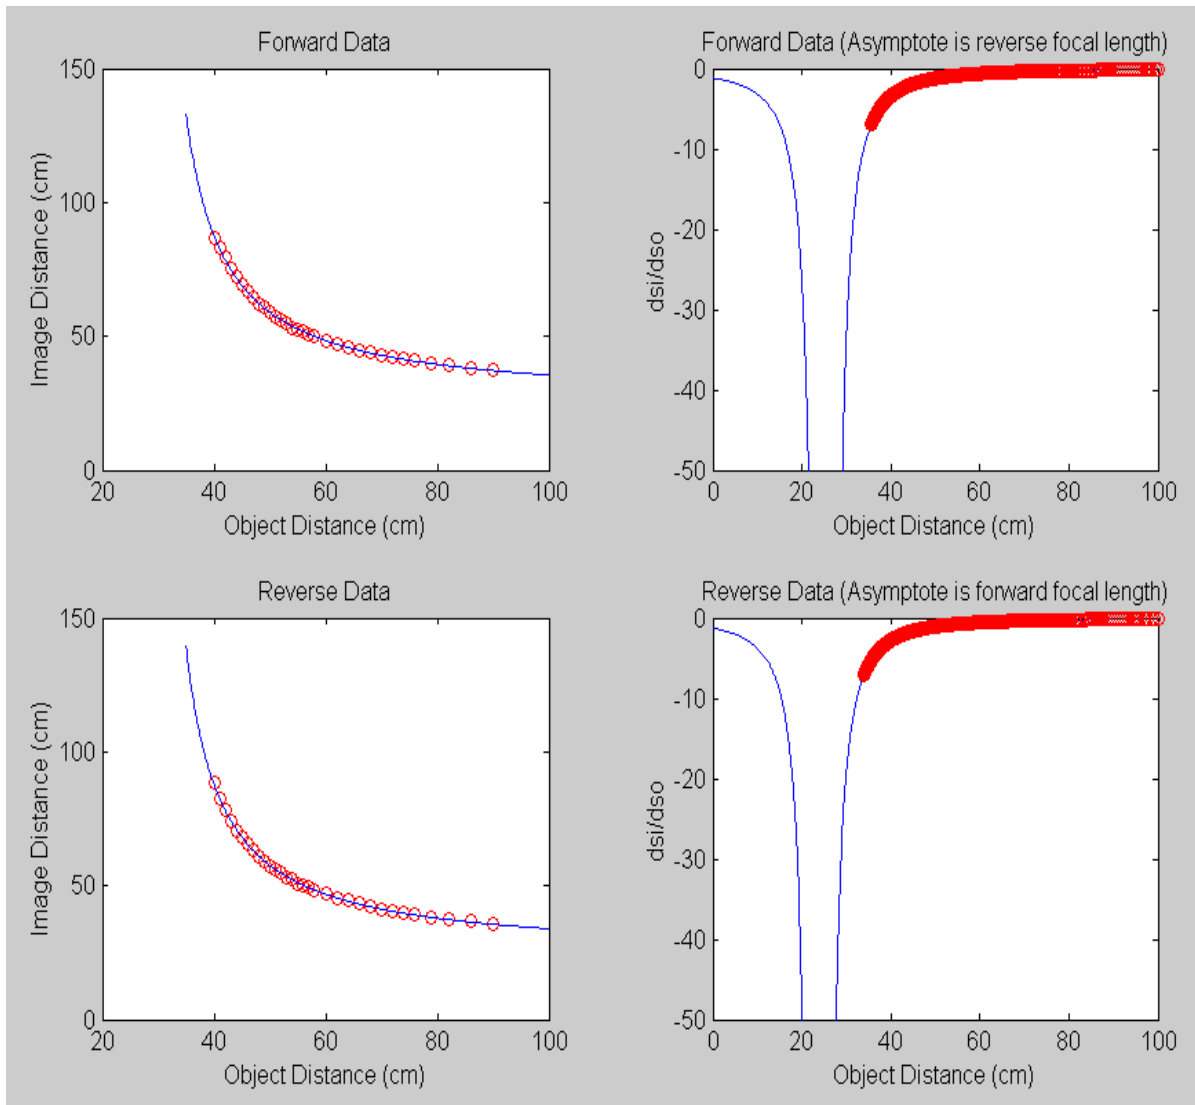 Forward Data
150
100
50
0
20 40 60 80 100
Image Distance (cm)
Object Distance (cm)
Forward Data (Asymptote is reverse focal length)
0
-10
-20
-30
-40
-50
0 20 40 60 80 100
dsi/dso
Object Distance (cm)
Reverse Data
150
100
50
0
20 40 60 80 100
Image Distance (cm)
Object Distance (cm)
Reverse Data (Asymptote is forward focal length)
0
-10
-20
-30
-40
-50
0 20 40 60 80 100
dsi/dso
Object Distance (cm)